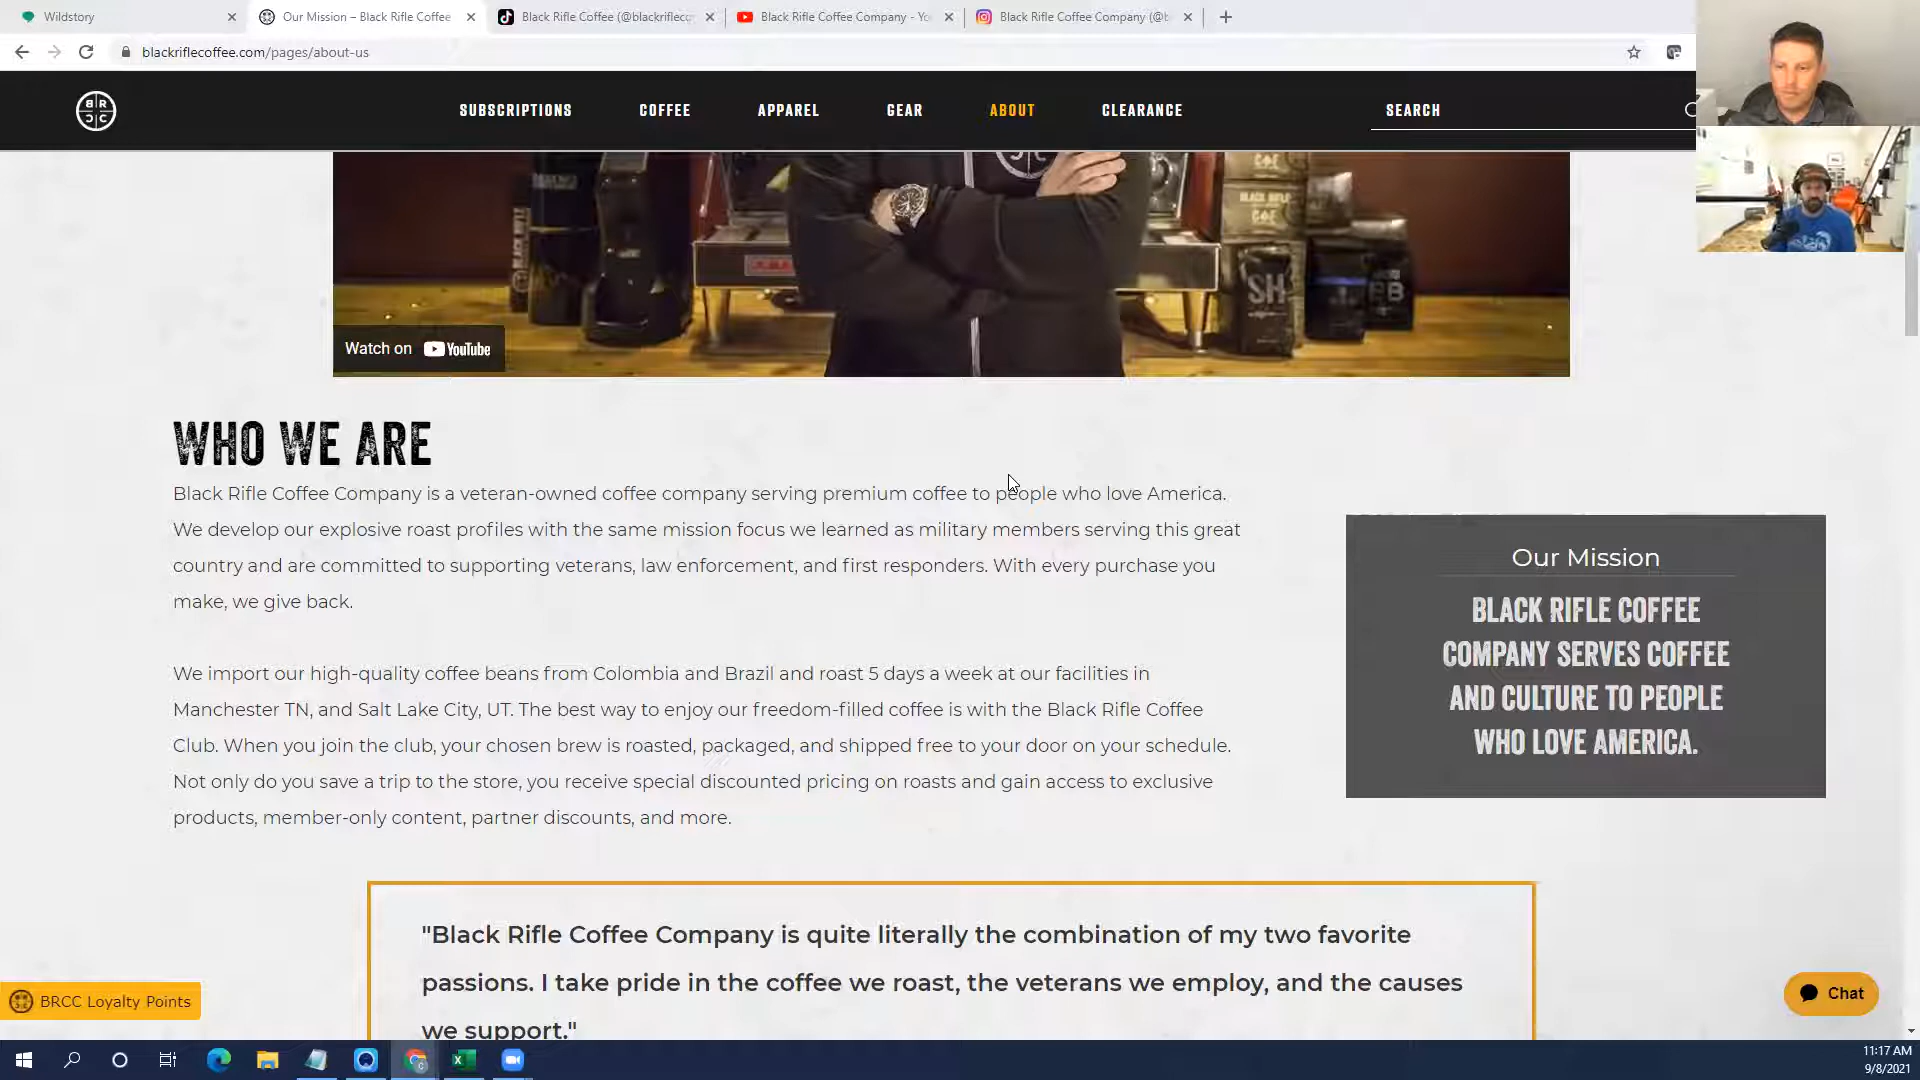 Wildstory
Our Mission – Black Rifle Coffee
Black Rifle Coffee (@blackriflecc
Black Rifle Coffee Company - Yo
Black Rifle Coffee Company (@b
blackriflecoffee.com/pages/about-us
BR
CC
SUBSCRIPTIONS COFFEE APPAREL GEAR ABOUT CLEARANCE SEARCH
SH
BB
Watch on YouTube
WHO WE ARE
Black Rifle Coffee Company is a veteran-owned coffee company serving premium coffee to people who love America.
We develop our explosive roast profiles with the same mission focus we learned as military members serving this great
country and are committed to supporting veterans, law enforcement, and first responders. With every purchase you
make, we give back.
We import our high-quality coffee beans from Colombia and Brazil and roast 5 days a week at our facilities in
Manchester TN, and Salt Lake City, UT. The best way to enjoy our freedom-filled coffee is with the Black Rifle Coffee
Club. When you join the club, your chosen brew is roasted, packaged, and shipped free to your door on your schedule.
Not only do you save a trip to the store, you receive special discounted pricing on roasts and gain access to exclusive
products, member-only content, partner discounts, and more.
Our Mission
BLACK RIFLE COFFEE
COMPANY SERVES COFFEE
AND CULTURE TO PEOPLE
WHO LOVE AMERICA.
"Black Rifle Coffee Company is quite literally the combination of my two favorite
passions. I take pride in the coffee we roast, the veterans we employ, and the causes
we support."
BRCC Loyalty Points
Chat
11:17 AM
9/8/2021